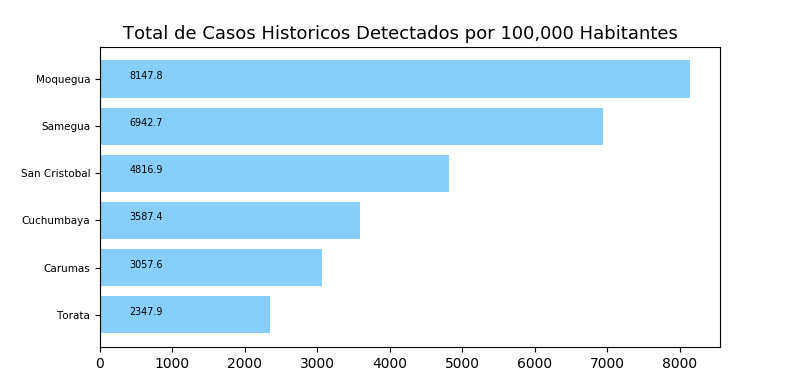 Total de Casos Historicos Detectados por 100,000 Habitantes
Moquegua 8147.8
Samegua 6942.7
San Cristobal 4816.9
Cuchumbaya 3587.4
Carumas 3057.6
Torata 2347.9
0 1000 2000 3000 4000 5000 6000 7000 8000